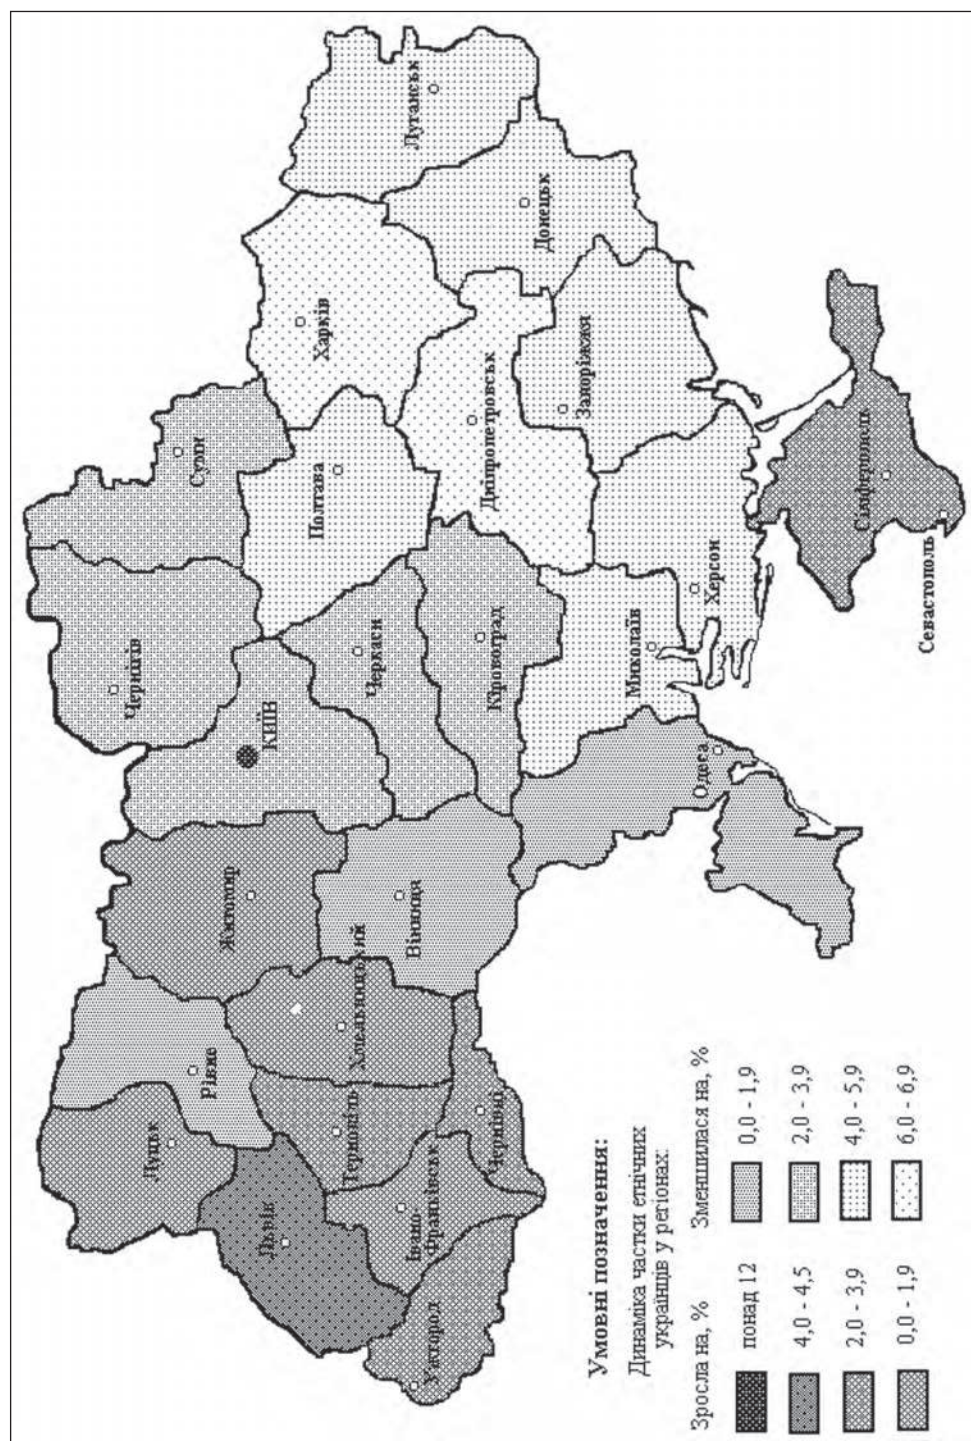 Луганськ
Донецьк
Харків
Запоріжжя
Дніпропетровськ
Суми
Полтава
Сімферополь
Севастополь
Херсон
Миколаїв
Кіровоград
Черкаси
Чернігів
КИЇВ
Одеса
Житомир
Вінниця
Хмельницький
Рівне
Луцьк
Тернопіль
Чернівці
Львів
Івано-
Франківськ
Ужгород
Умовні позначення:
Динаміка частки етнічних
українців у регіонах:
Зросла на, %
Зменшилася на, %
понад 12
0,0 - 1,9
4,0 - 4,5
2,0 - 3,9
2,0 - 3,9
4,0 - 5,9
0,0 - 1,9
6,0 - 6,9